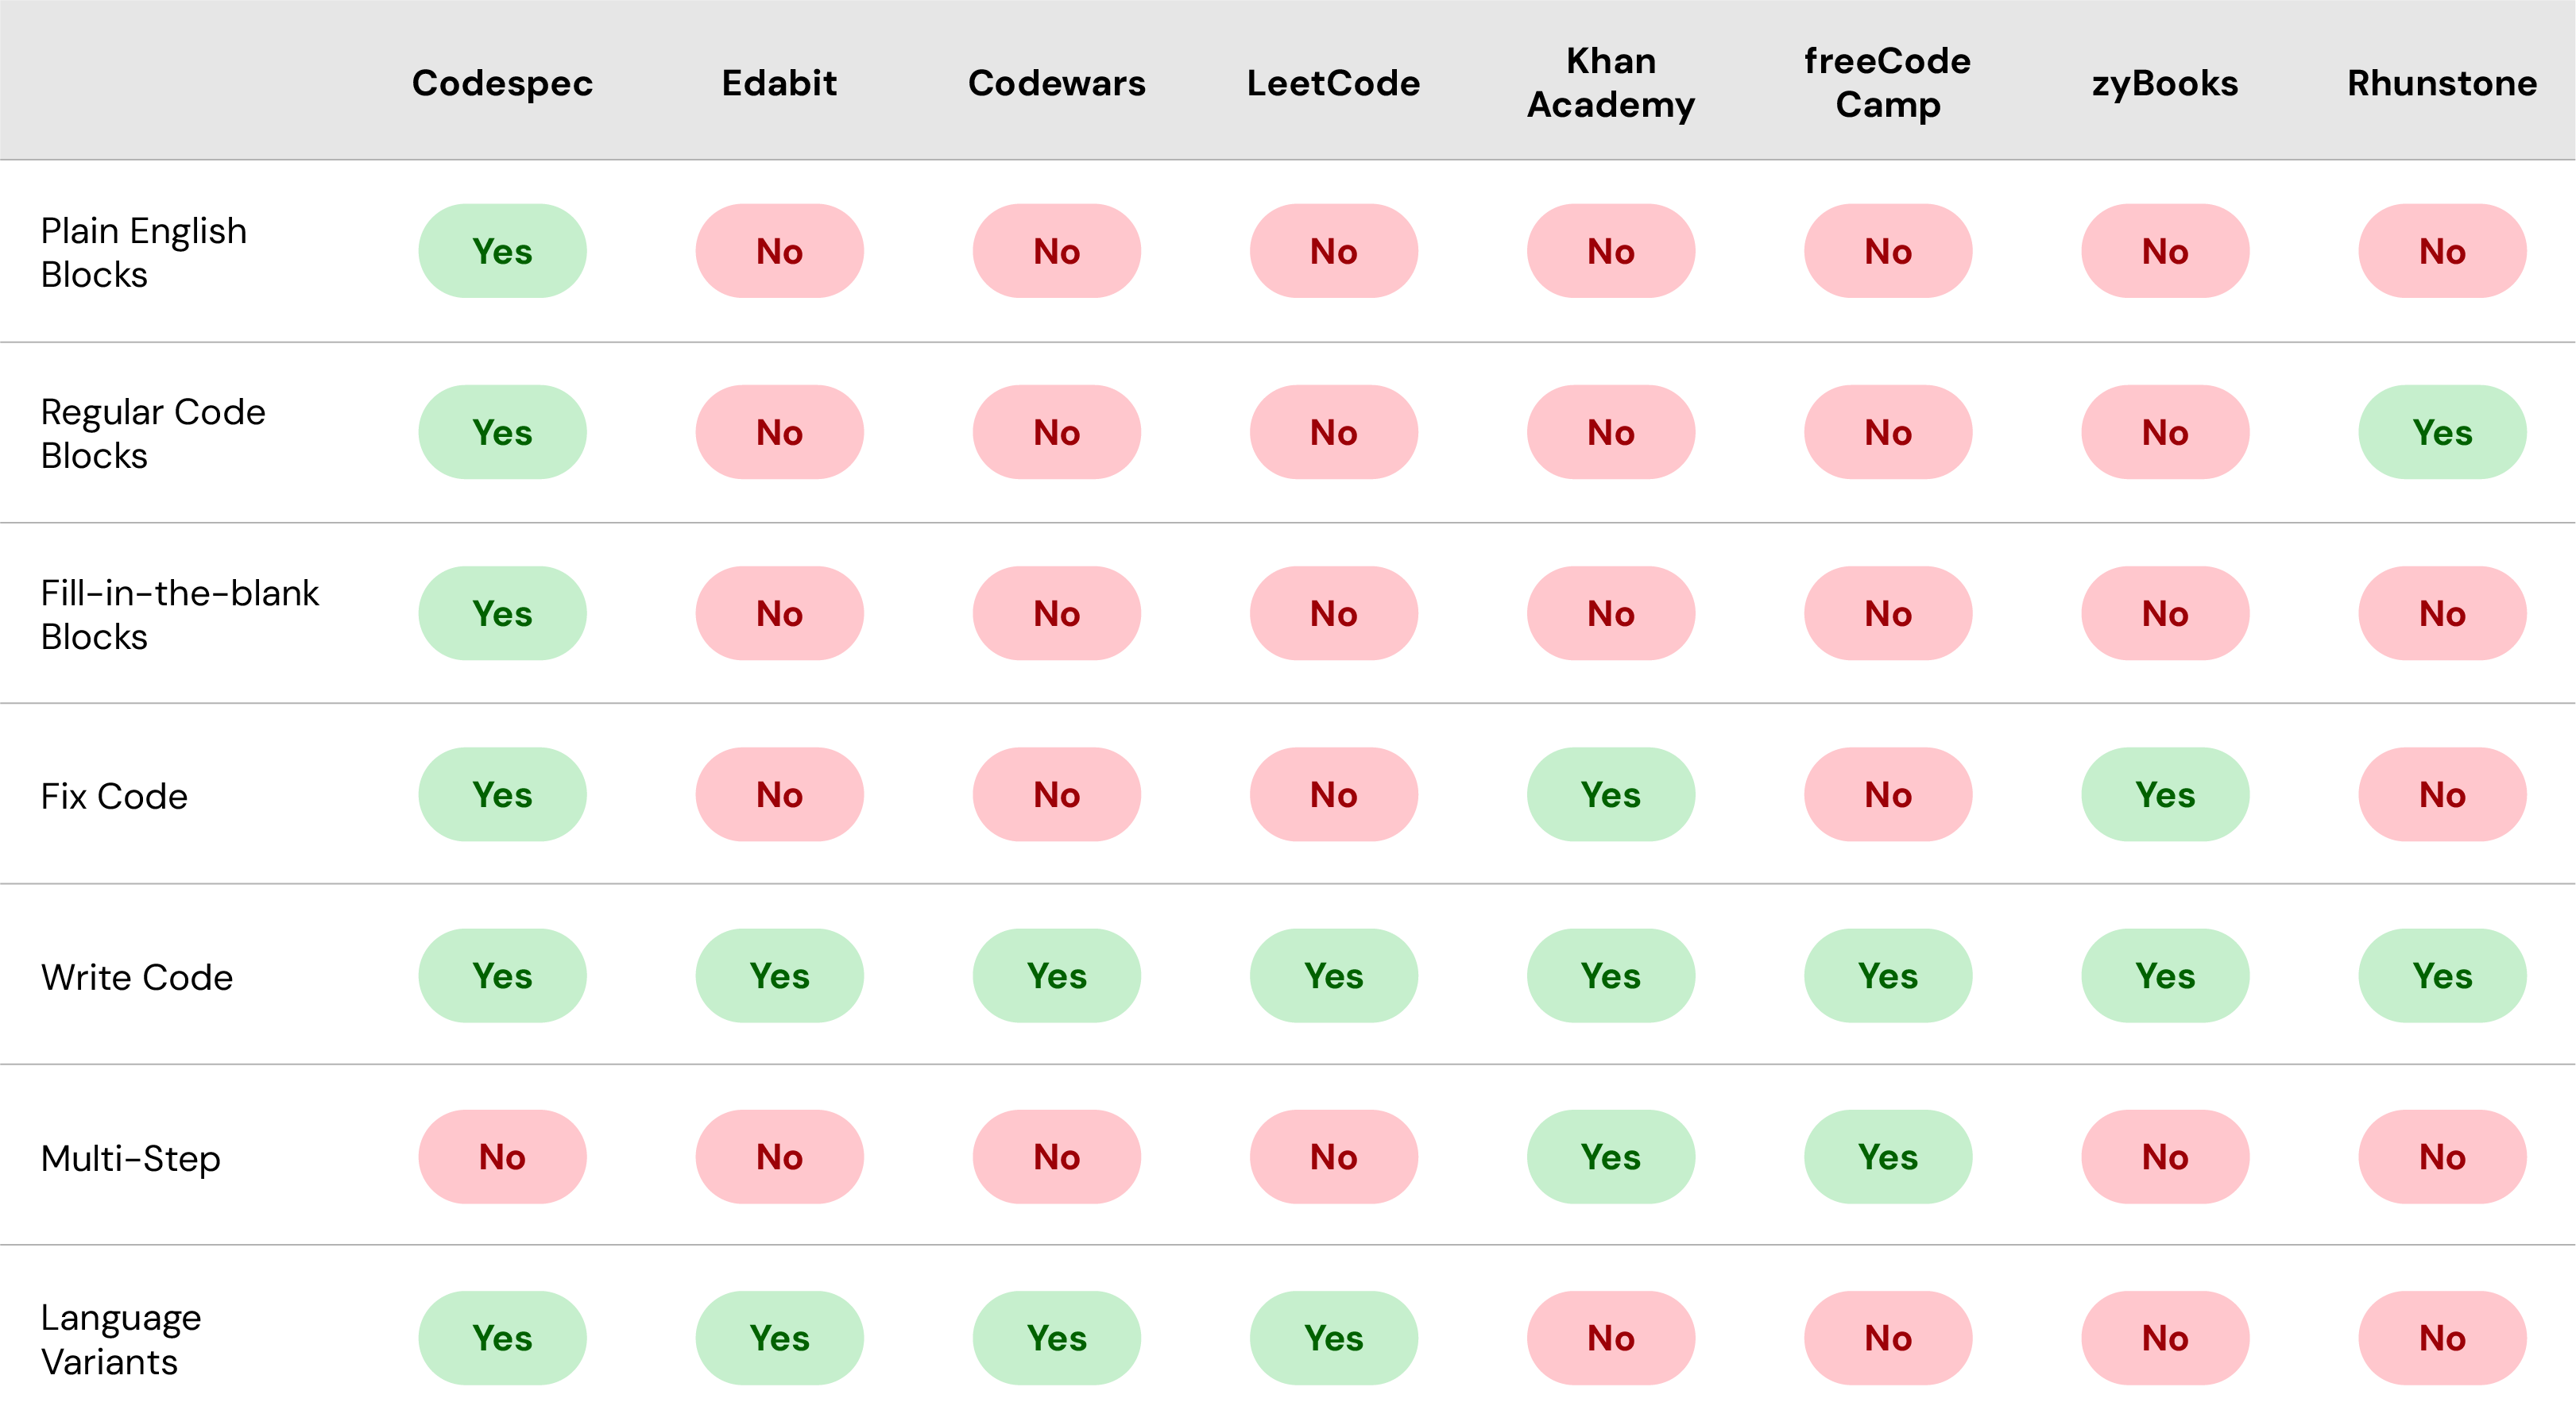 Codespec Edabit Codewars LeetCode Khan Academy freeCode Camp zyBooks Rhunstone
Plain English Blocks Yes No No No No No No No
Regular Code Blocks Yes No No No No No No Yes
Fill-in-the-blank Blocks Yes No No No No No No No
Fix Code Yes No No No Yes No Yes No
Write Code Yes Yes Yes Yes Yes Yes Yes Yes
Multi-Step No No No No Yes Yes No No
Language Variants Yes Yes Yes Yes No No No No